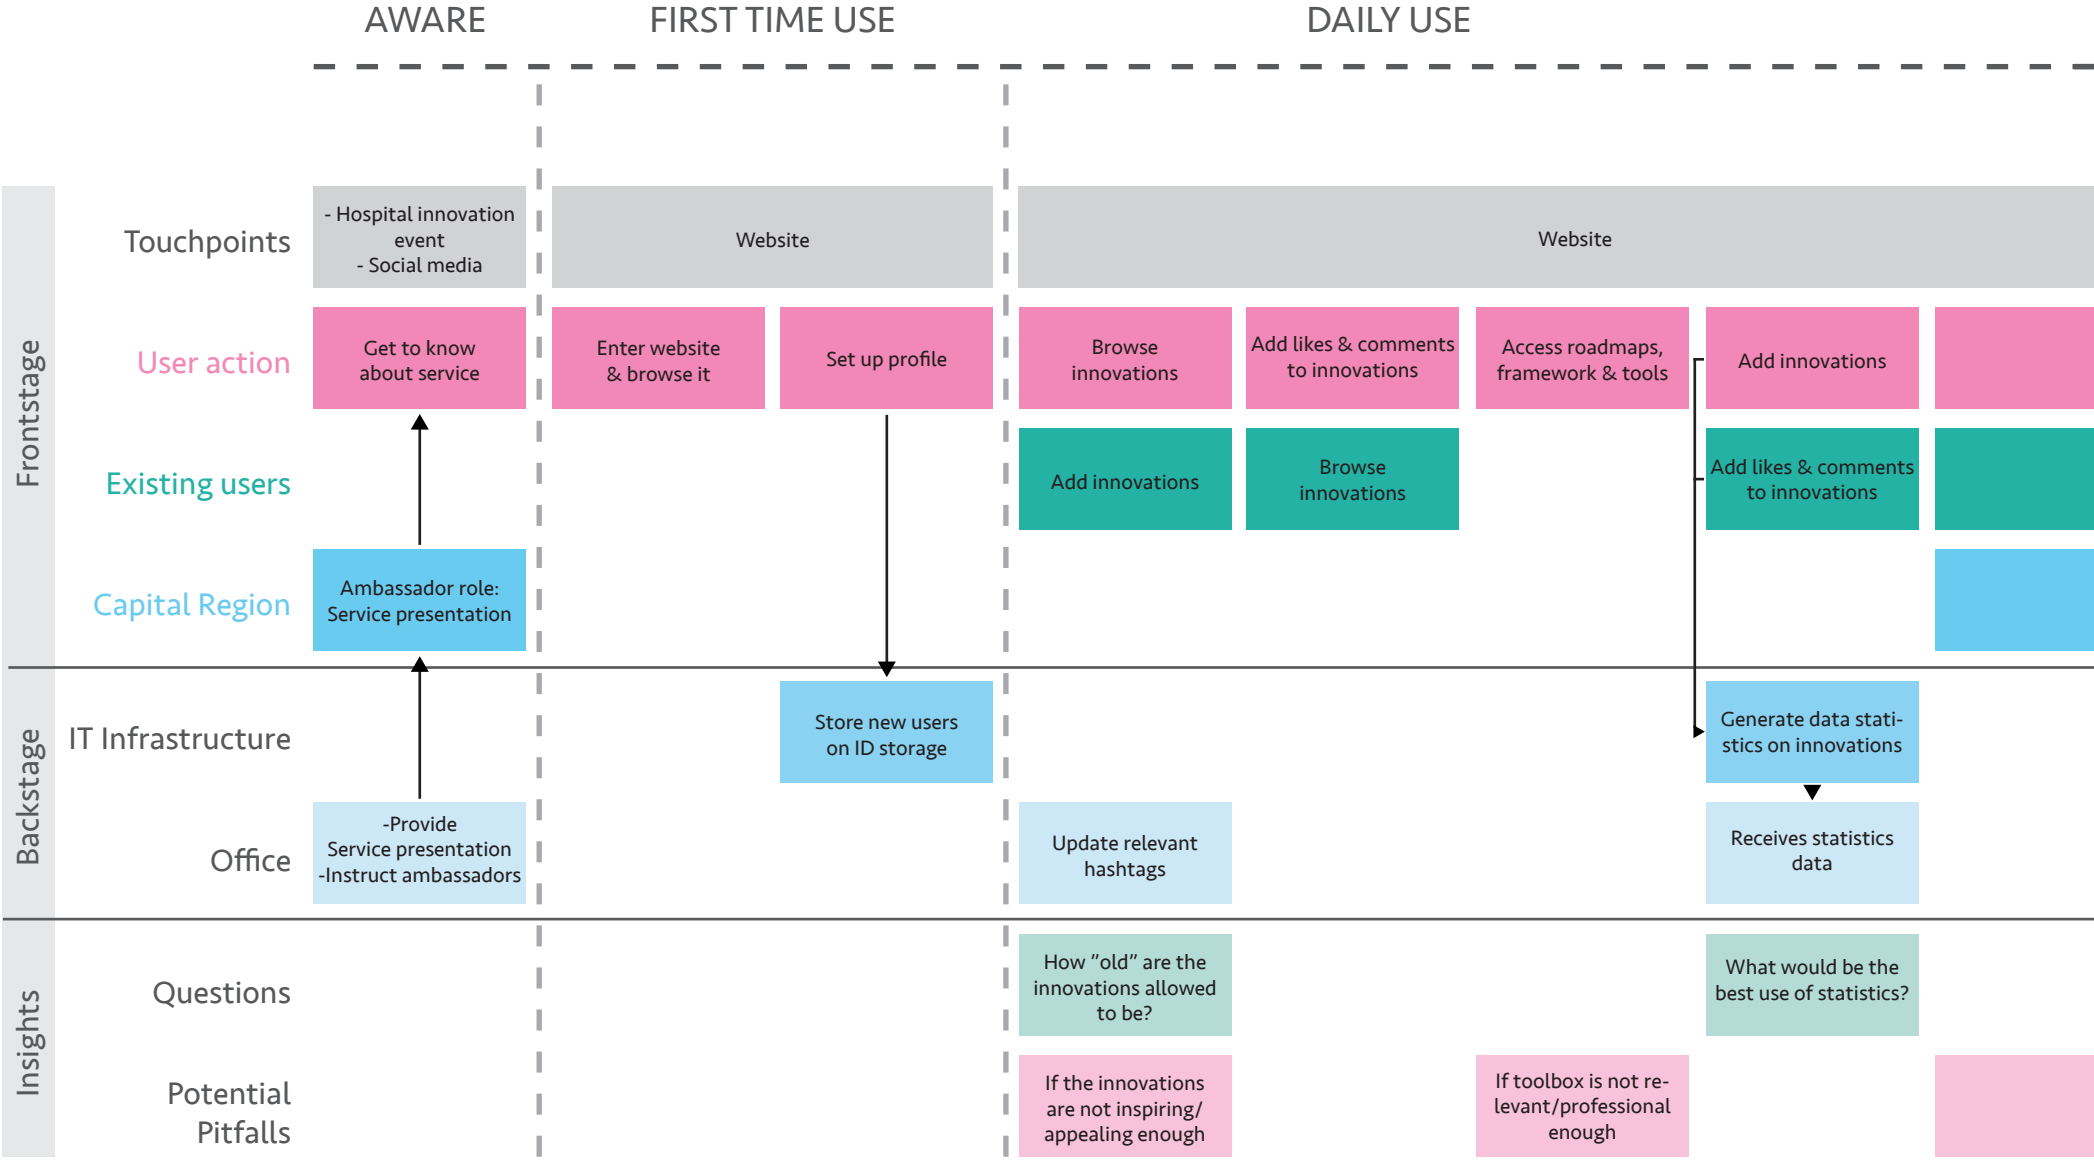 AWARE
FIRST TIME USE
DAILY USE
Frontstage
Touchpoints
- Hospital innovation
event
- Social media
Website
Website
User action
Get to know
about service
Enter website
& browse it
Set up profile
Browse
innovations
Add likes & comments
to innovations
Access roadmaps,
framework & tools
Add innovations
Existing users
Add innovations
Browse
innovations
Add likes & comments
to innovations
Capital Region
Ambassador role:
Service presentation
Backstage
IT Infrastructure
Store new users
on ID storage
Generate data stati-
stics on innovations
Office
-Provide
Service presentation
-Instruct ambassadors
Update relevant
hashtags
Receives statistics
data
Insights
Questions
How ”old” are the
innovations allowed
to be?
What would be the
best use of statistics?
Potential
Pitfalls
If the innovations
are not inspiring/
appealing enough
If toolbox is not re-
levant/professional
enough